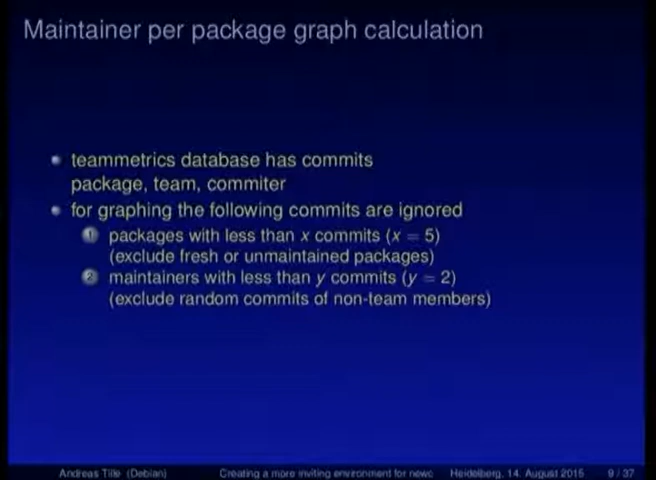 Maintainer per package graph calculation
teammetrics database has commits
package, team, commiter
for graphing the following commits are ignored
1 packages with less than x commits (x = 5)
(exclude fresh or unmaintained packages)
2 maintainers with less than y commits (y = 2)
(exclude random commits of non-team members)
Andreas Tille (Debian) Creating a more inviting environment for newc Heidelberg, 14. August 2015 9 / 37